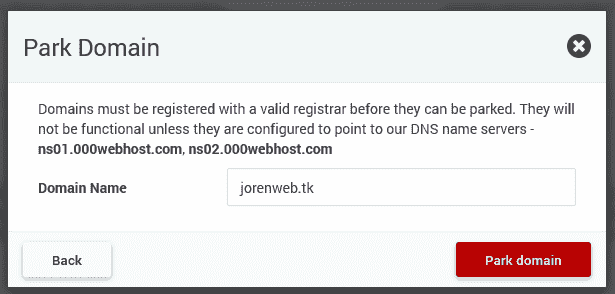 Park Domain
Domains must be registered with a valid registrar before they can be parked. They will
not be functional unless they are configured to point to our DNS name servers -
ns01.000webhost.com, ns02.000webhost.com
Domain Name
jorenweb.tk
Back
Park domain